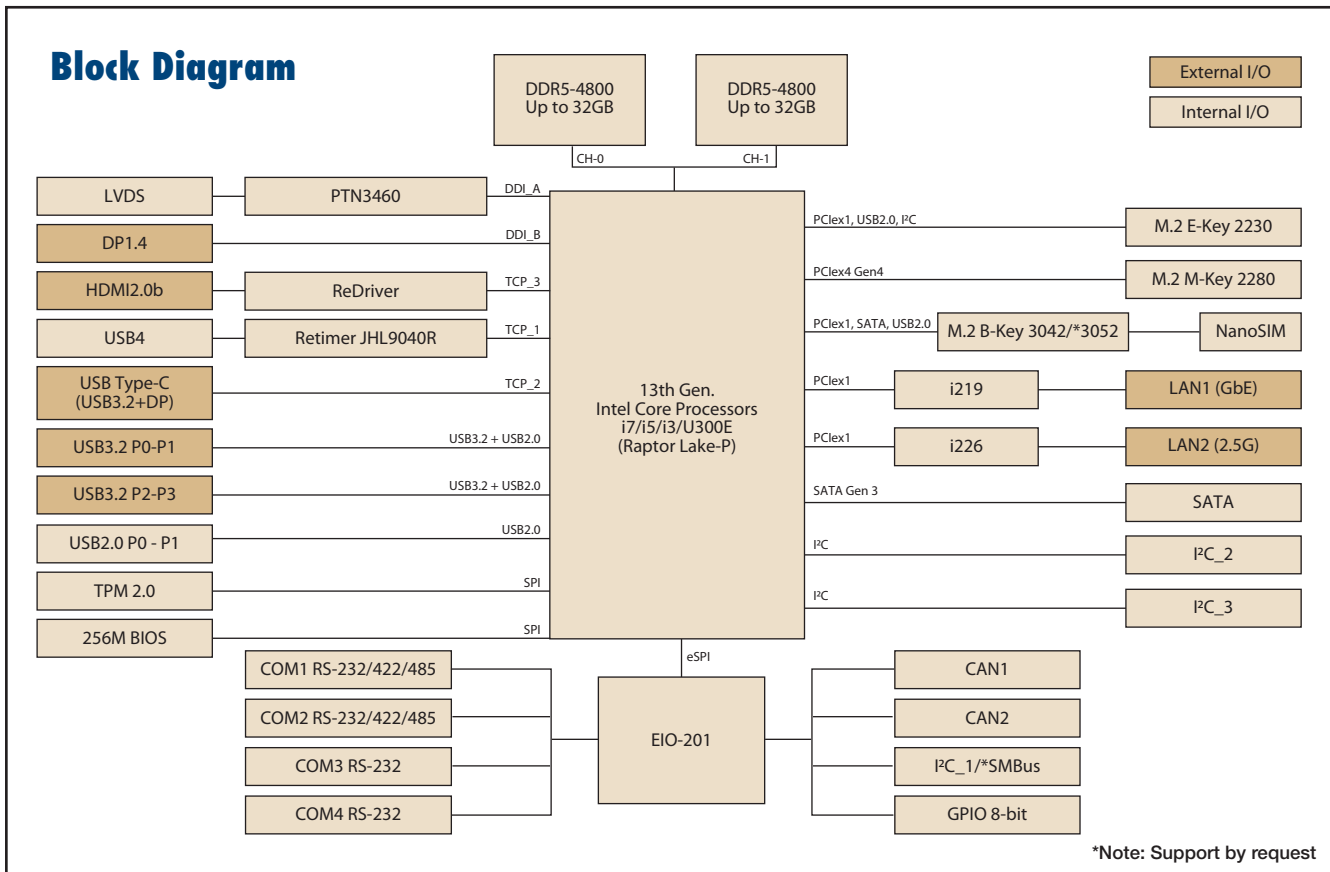 Block Diagram
DDR5-4800
Up to 32GB
DDR5-4800
Up to 32GB
External I/O
Internal I/O
CH-0
CH-1
LVDS
PTN3460
DDI_A
DP1.4
DDI_B
HDMI2.0b
ReDriver
TCP_3
USB4
Retimer JHL9040R
TCP_1
USB Type-C
(USB3.2+DP)
TCP_2
USB3.2 P0-P1
USB3.2 + USB2.0
USB3.2 P2-P3
USB3.2 + USB2.0
USB2.0 P0 - P1
USB2.0
TPM 2.0
SPI
256M BIOS
SPI
13th Gen.
Intel Core Processors
i7/i5/i3/U300E
(Raptor Lake-P)
PCIex1, USB2.0, I²C
M.2 E-Key 2230
PCIex4 Gen4
M.2 M-Key 2280
PCIex1, SATA, USB2.0
M.2 B-Key 3042/*3052
NanoSIM
PCIex1
i219
LAN1 (GbE)
PCIex1
i226
LAN2 (2.5G)
SATA Gen 3
SATA
I²C
I²C_2
I²C
I²C_3
eSPI
COM1 RS-232/422/485
COM2 RS-232/422/485
COM3 RS-232
COM4 RS-232
EIO-201
CAN1
CAN2
I²C_1/*SMBus
GPIO 8-bit
*Note: Support by request